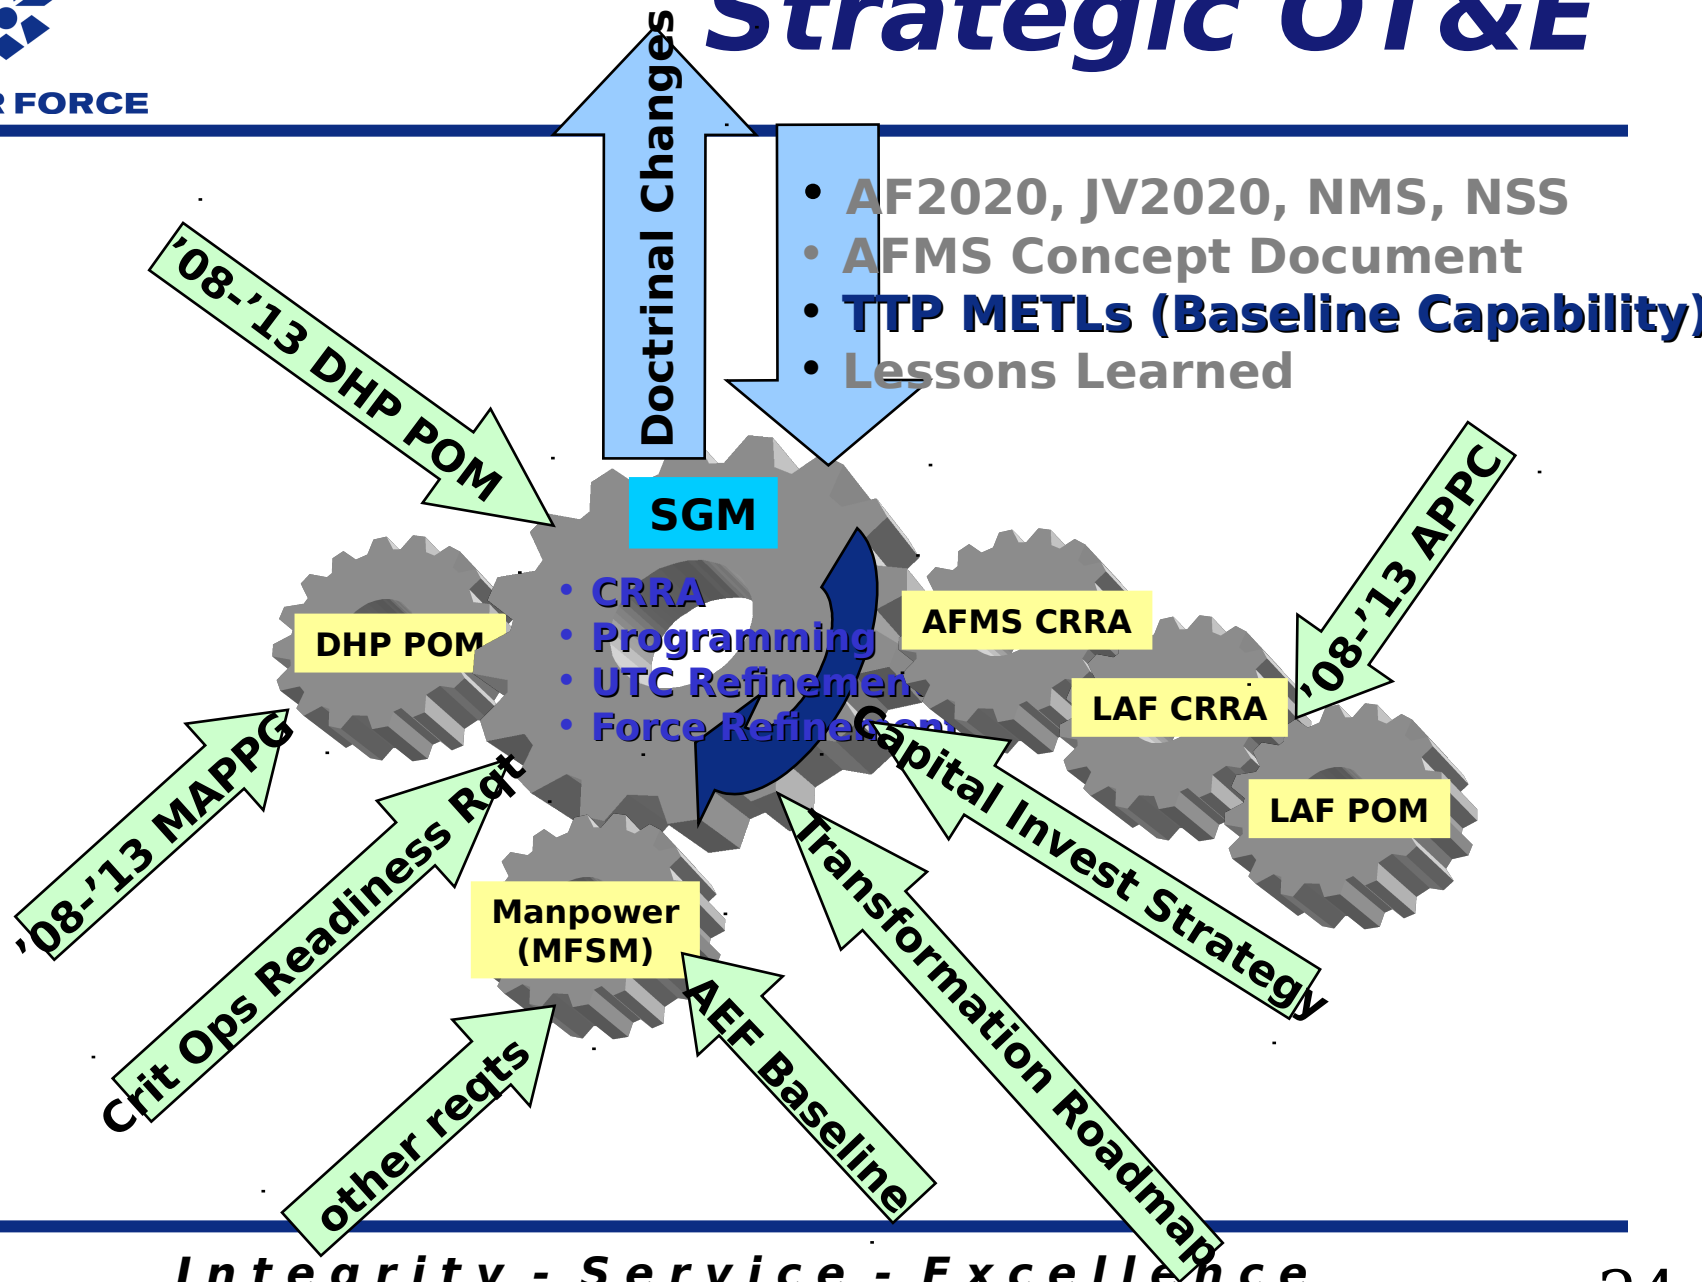 Strategic OT&E
R FORCE
Doctrinal Changes
• AF2020, JV2020, NMS, NSS
• AFMS Concept Document
• TTP METLs (Baseline Capability)
• Lessons Learned
’08-’13 DHP POM
’08-’13 APPC
SGM
• CRRA
• Programming
• UTC Refinement
• Force Refinement
DHP POM
AFMS CRRA
LAF CRRA
LAF POM
Manpower
(MFSM)
’08-’13 MAPPG
Crit Ops Readiness Rqt
other reqts
AEF Baseline
Transformation Roadmap
Capital Invest Strategy
Integrity - Service - Excellence